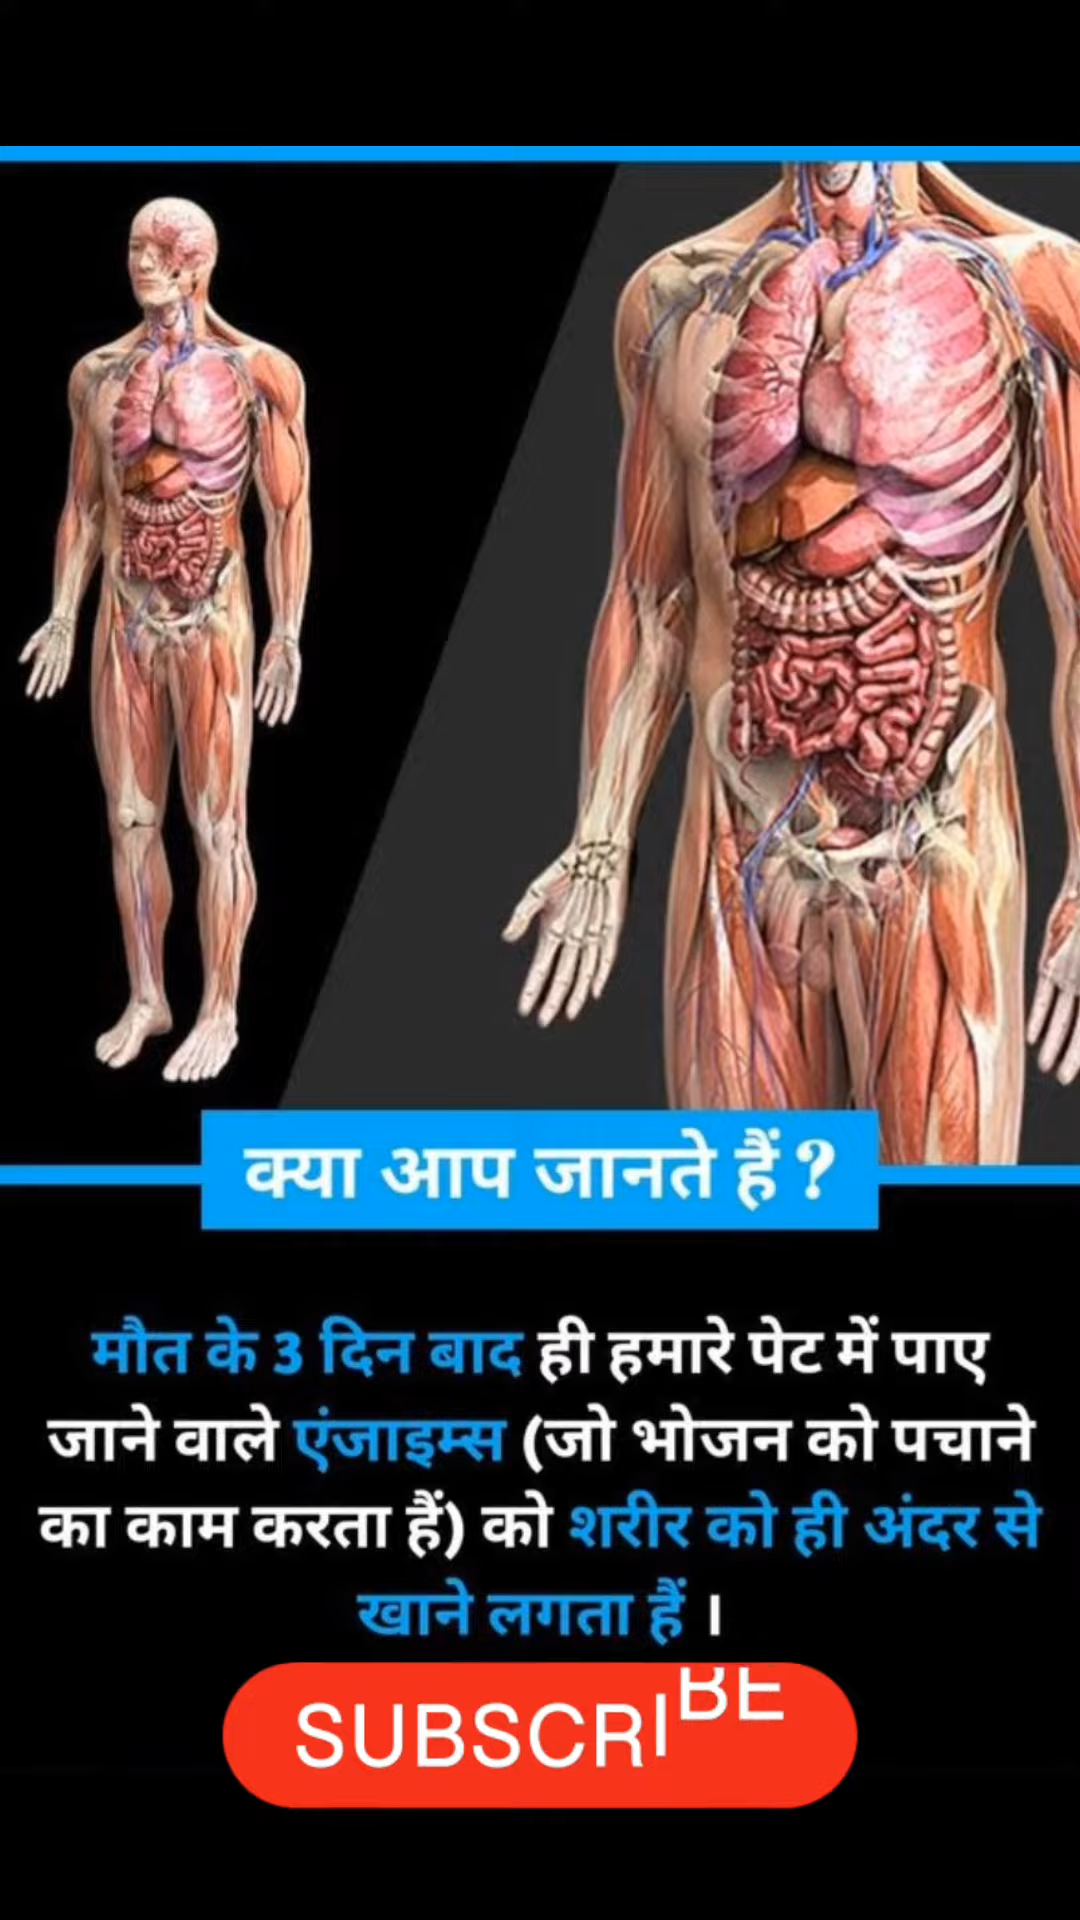 क्या आप जानते हैं ?
मौत के 3 दिन बाद ही हमारे पेट में पाए
जाने वाले एंजाइम्स (जो भोजन को पचाने
का काम करता हैं) को शरीर को ही अंदर से
खाने लगता हैं ।
SUBSCRIBE